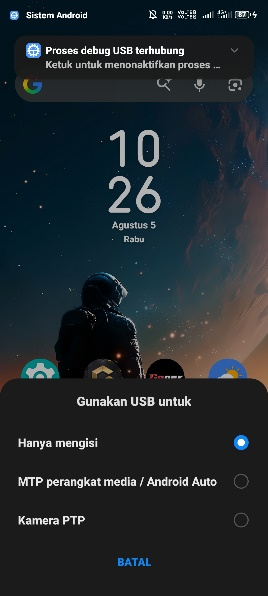 Sistem Android
Proses debug USB terhubung
Ketuk untuk menonaktifkan proses ...
10
26
Agustus 5
Rabu
Gunakan USB untuk
Hanya mengisi
MTP perangkat media / Android Auto
Kamera PTP
BATAL